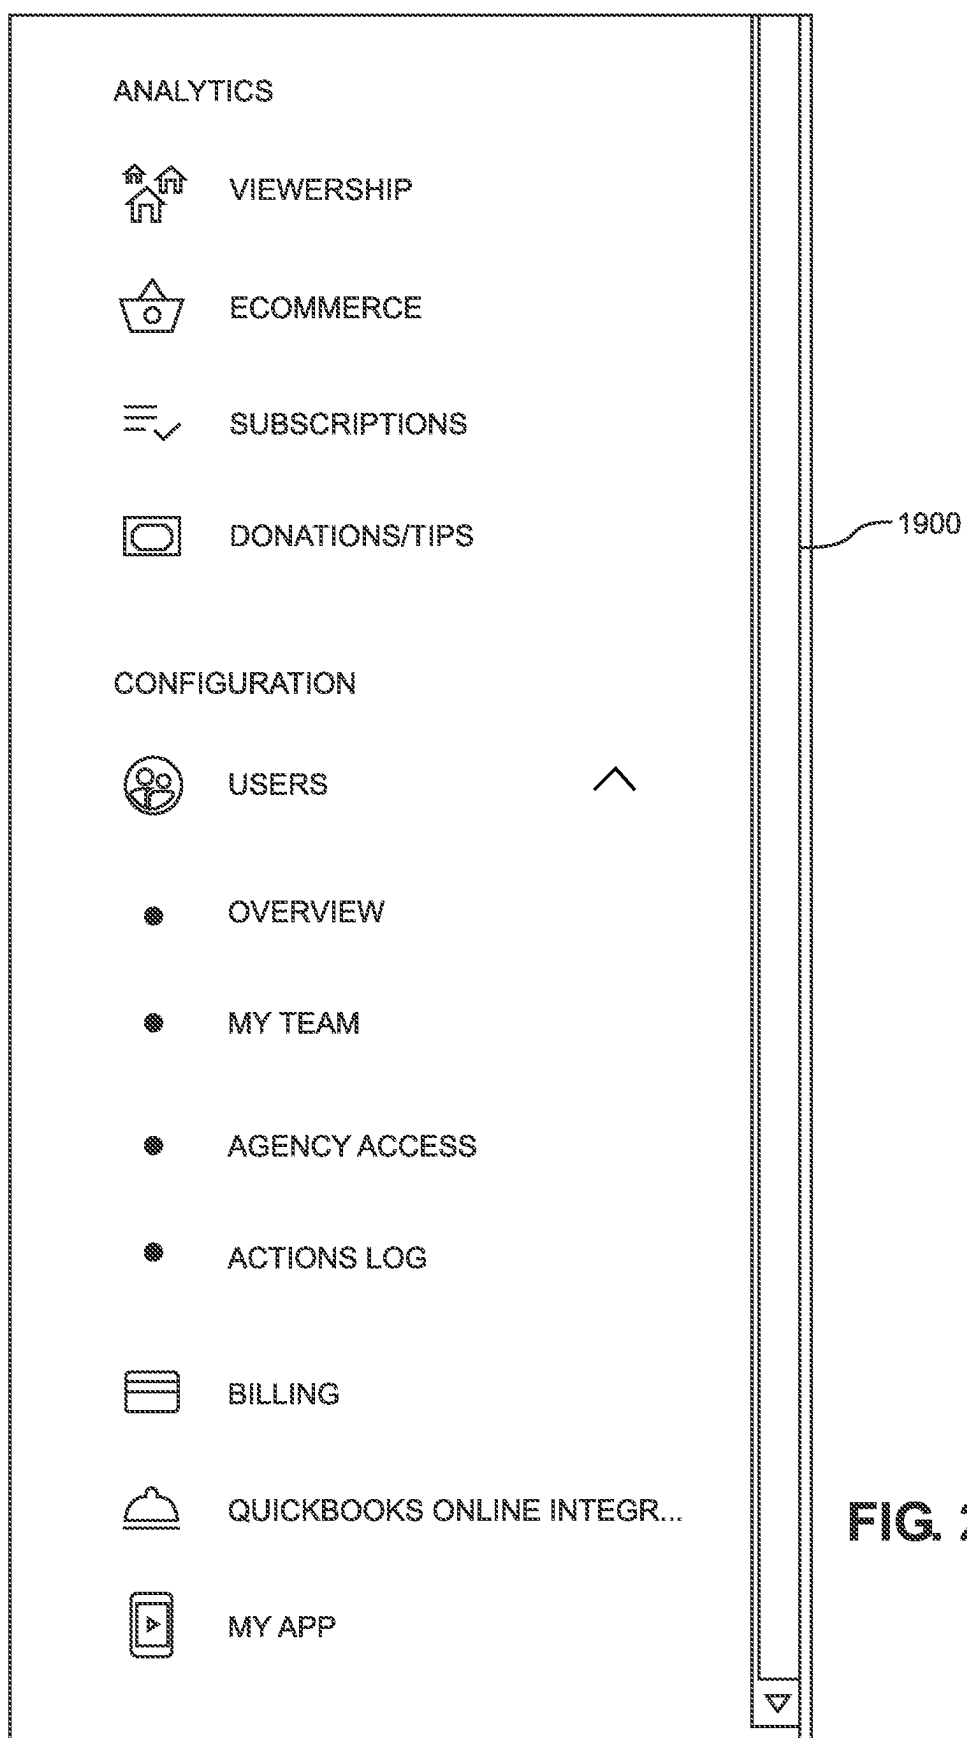 ANALYTICS
VIEWERSHIP
ECOMMERCE
SUBSCRIPTIONS
DONATIONS/TIPS
1900
CONFIGURATION
USERS
OVERVIEW
MY TEAM
AGENCY ACCESS
ACTIONS LOG
BILLING
QUICKBOOKS ONLINE INTEGR...
FIG.
MY APP